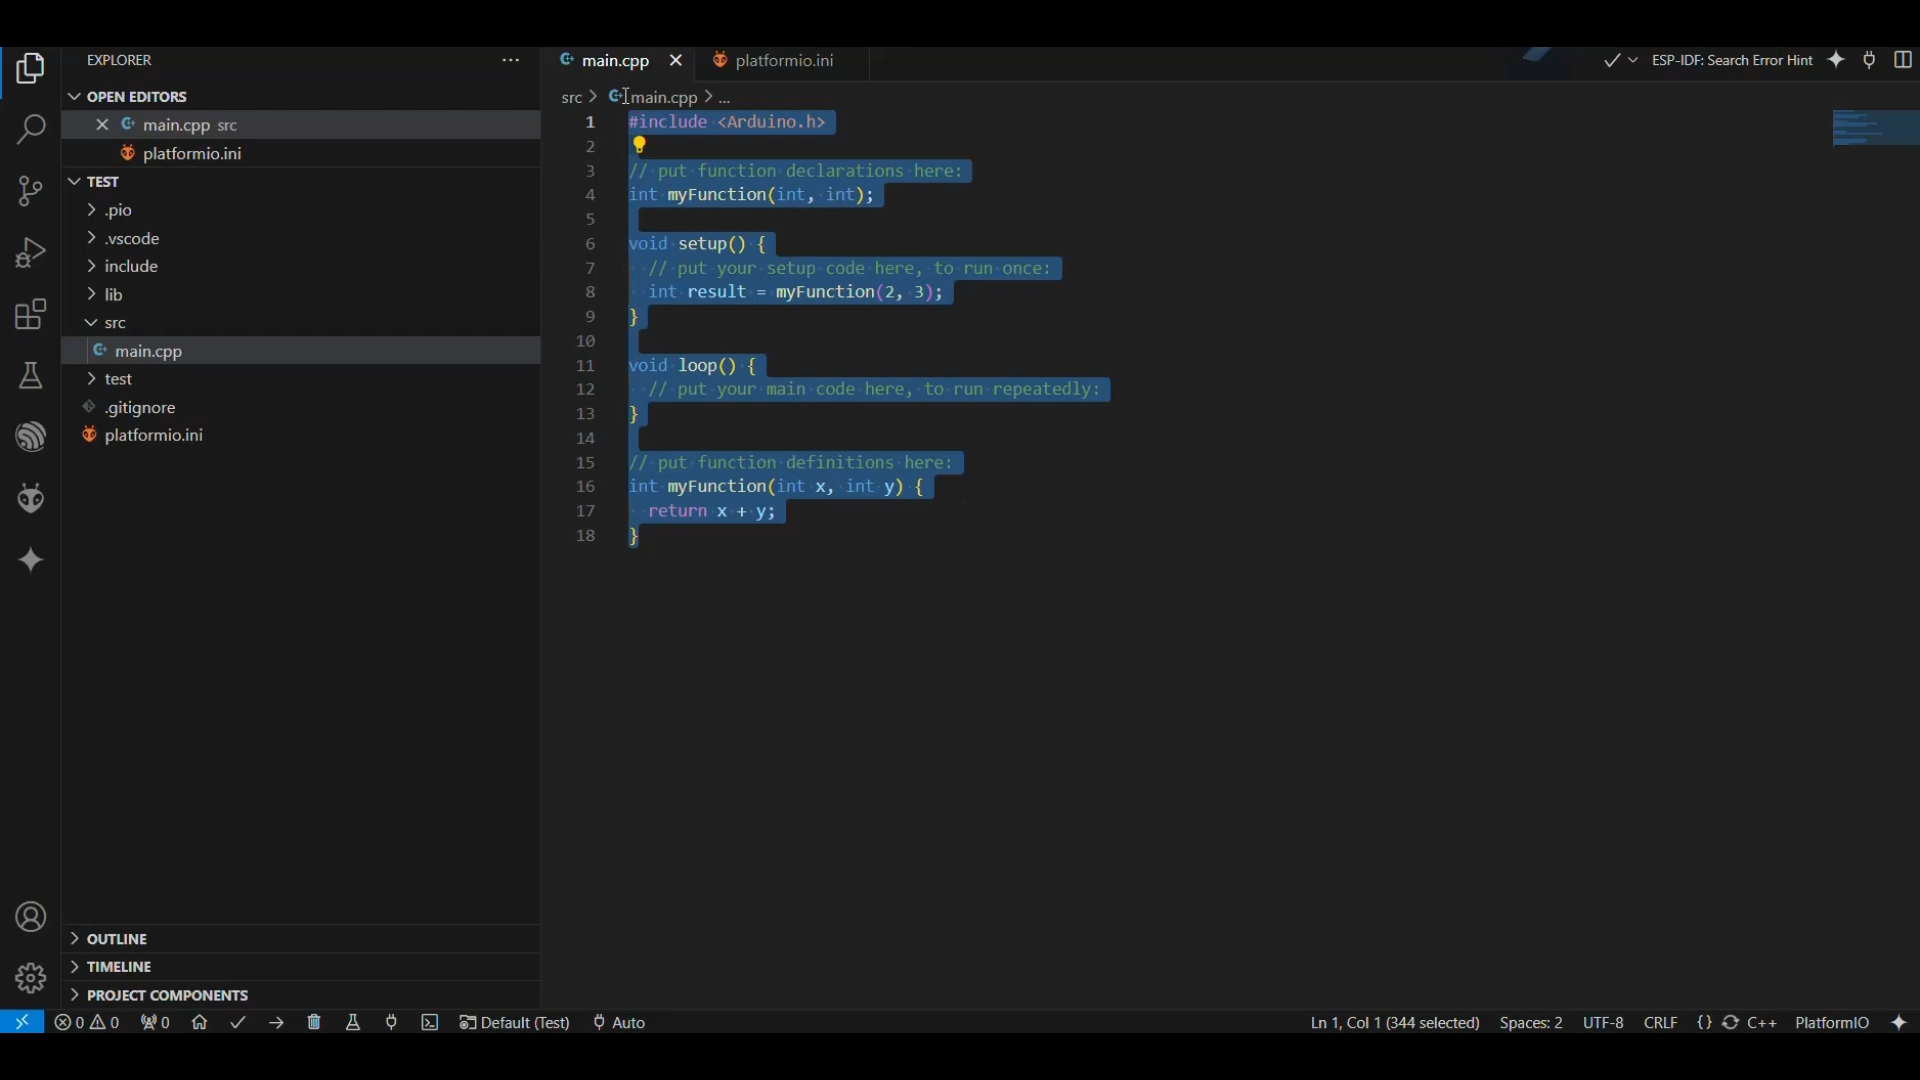 EXPLORER
OPEN EDITORS
main.cpp src
platformio.ini
TEST
.pio
.vscode
include
lib
src
main.cpp
test
.gitignore
platformio.ini
OUTLINE
TIMELINE
PROJECT COMPONENTS
main.cpp platformio.ini ESP-IDF: Search Error Hint
src > main.cpp > ...
1 #include <Arduino.h>
2
3 // put function declarations here:
4 int myFunction(int, int);
5
6 void setup() {
7 // put your setup code here, to run once:
8 int result = myFunction(2, 3);
9 }
10
11 void loop() {
12 // put your main code here, to run repeatedly:
13 }
14
15 // put function definitions here:
16 int myFunction(int x, int y) {
17 return x + y;
18 }
0 0 0 Default (Test) Auto Ln 1, Col 1 (344 selected) Spaces: 2 UTF-8 CRLF {} C++ PlatformIO